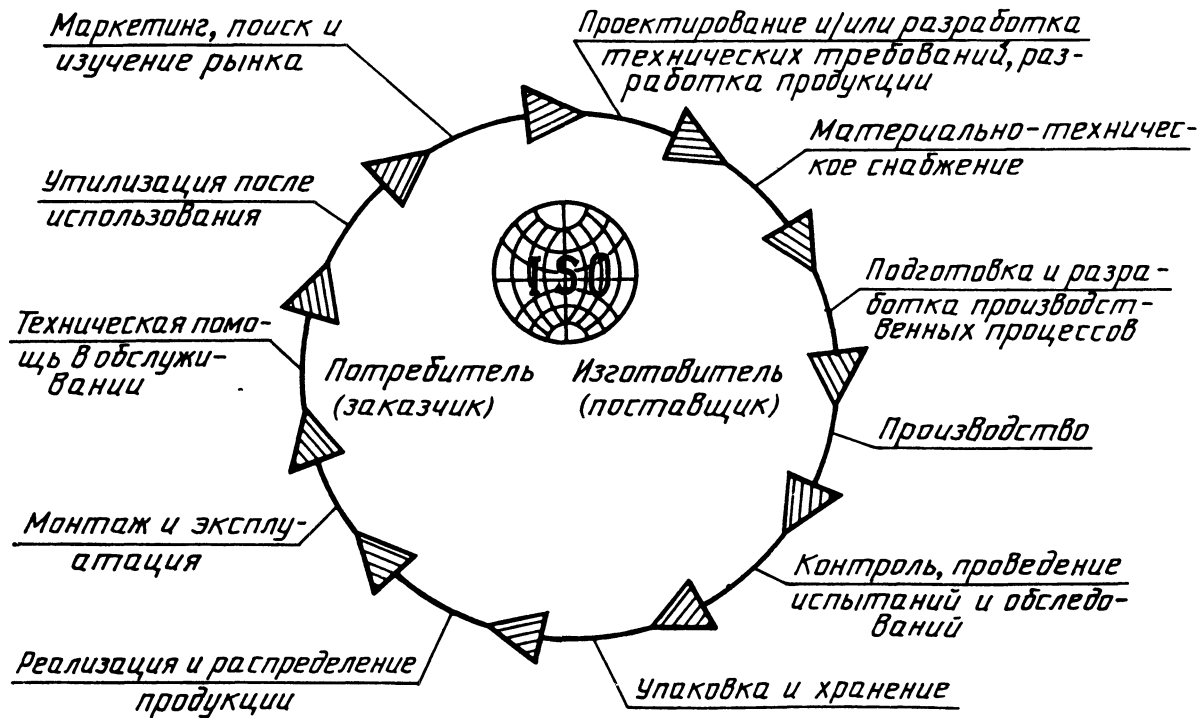 Маркетинг, поиск и
изучение рынка
Проектирование и/или разработка
технических требований, раз-
работка продукции
Материально-техничес-
кое снабжение
Подготовка и разра-
ботка производст-
венных процессов
Производство
Контроль, проведение
испытаний и обследо-
ваний
Упаковка и хранение
Реализация и распределение
продукции
Монтаж и эксплу-
атация
Техническая помо-
щь в обслужи-
вании
Утилизация после
использования
ISO
Потребитель
(заказчик)
Изготовитель
(поставщик)